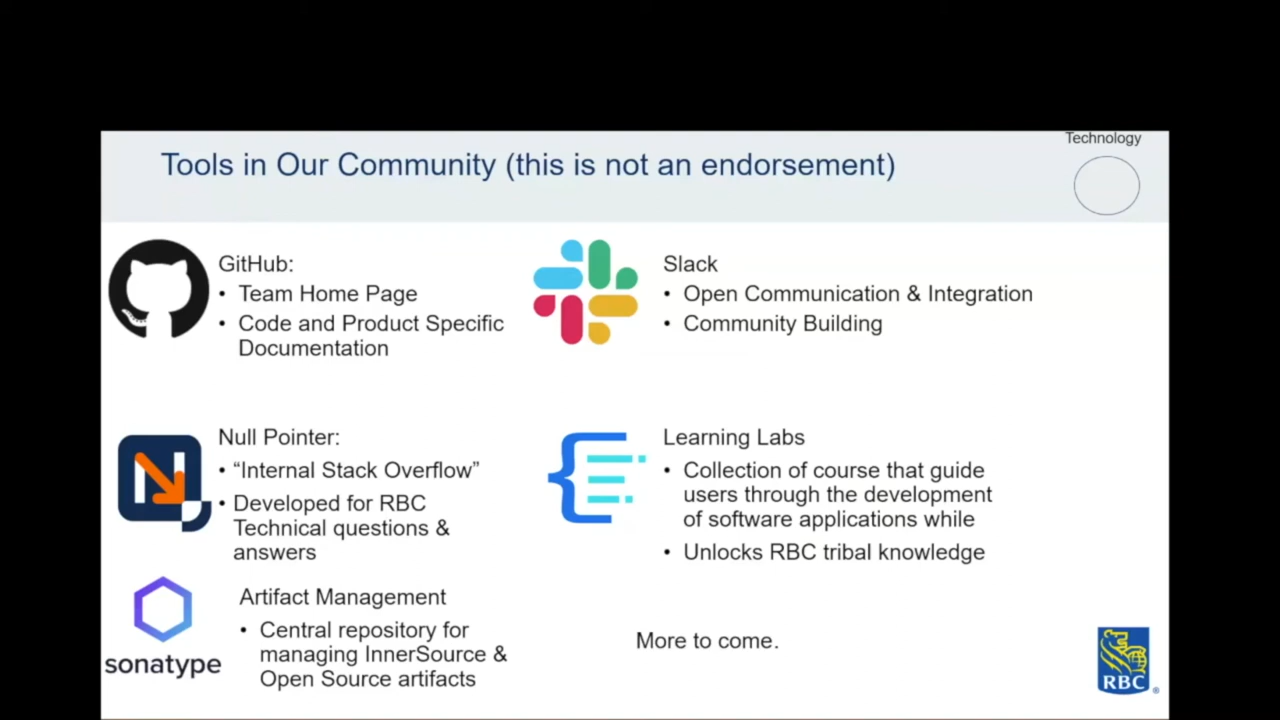 Technology
Tools in Our Community (this is not an endorsement)
GitHub:
• Team Home Page
• Code and Product Specific
Documentation
Slack
• Open Communication & Integration
• Community Building
Null Pointer:
• “Internal Stack Overflow”
• Developed for RBC
Technical questions &
answers
Learning Labs
• Collection of course that guide
users through the development
of software applications while
• Unlocks RBC tribal knowledge
sonatype
Artifact Management
• Central repository for
managing InnerSource &
Open Source artifacts
More to come.
RBC
®